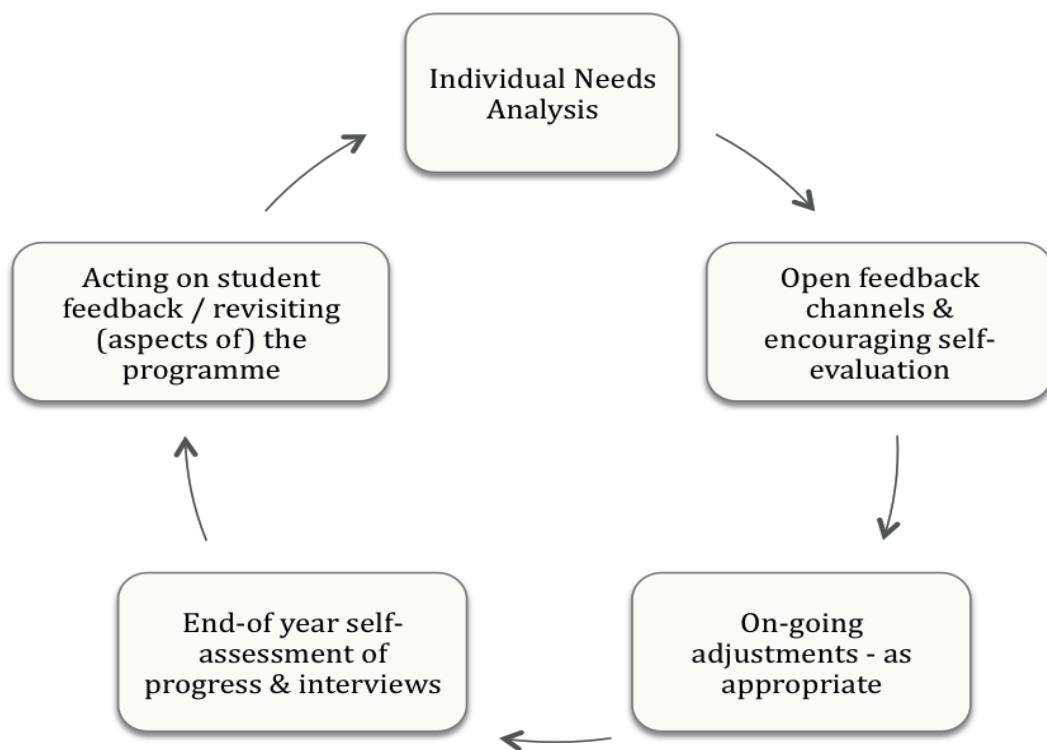 Individual Needs
Analysis
Open feedback
channels &
encouraging self-
evaluation
On-going
adjustments - as
appropriate
End-of year self-
assessment of
progress & interviews
Acting on student
feedback / revisiting
(aspects of) the
programme